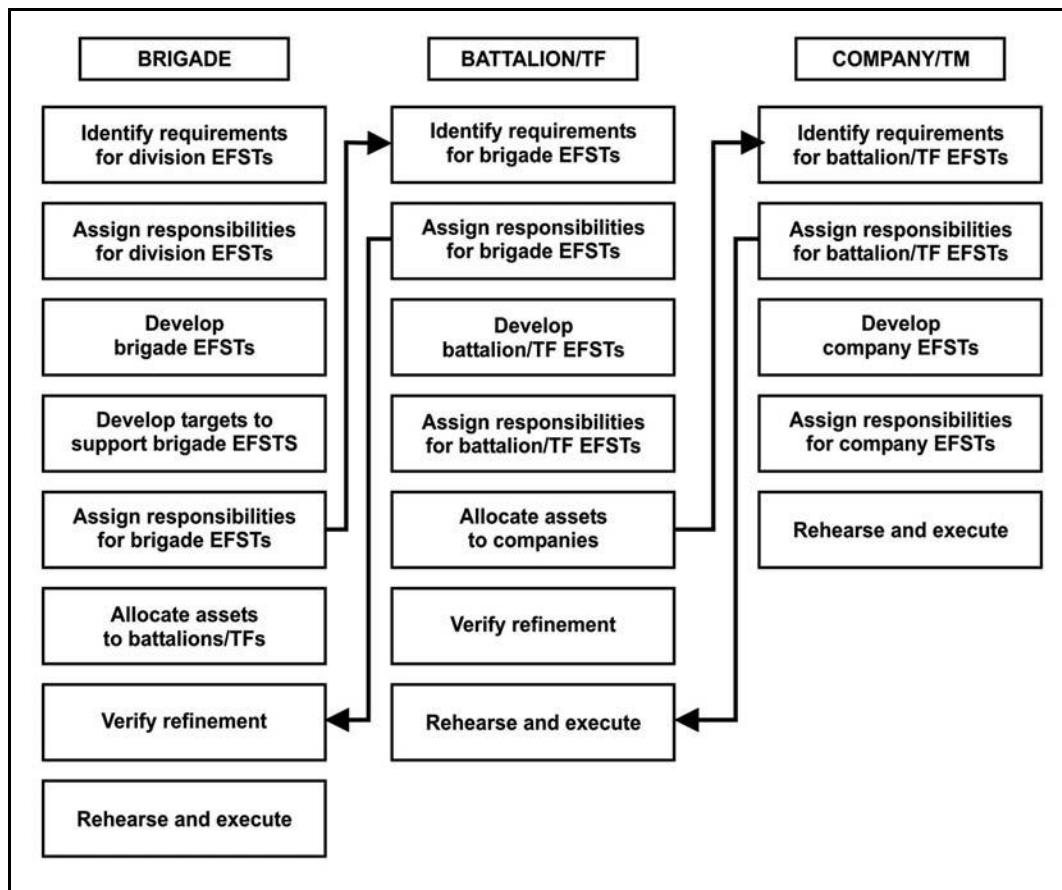 BRIGADE
Identify requirements
for division EFSTs
Assign responsibilities
for division EFSTs
Develop
brigade EFSTs
Develop targets to
support brigade EFSTS
Assign responsibilities
for brigade EFSTs
Allocate assets
to battalions/TFs
Verify refinement
Rehearse and execute
BATTALION/TF
Identify requirements
for brigade EFSTs
Assign responsibilities
for brigade EFSTs
Develop
battalion/TF EFSTs
Assign responsibilities
for battalion/TF EFSTs
Allocate assets
to companies
Verify refinement
Rehearse and execute
COMPANY/TM
Identify requirements
for battalion/TF EFSTs
Assign responsibilities
for battalion/TF EFSTs
Develop
company EFSTs
Assign responsibilities
for company EFSTs
Rehearse and execute